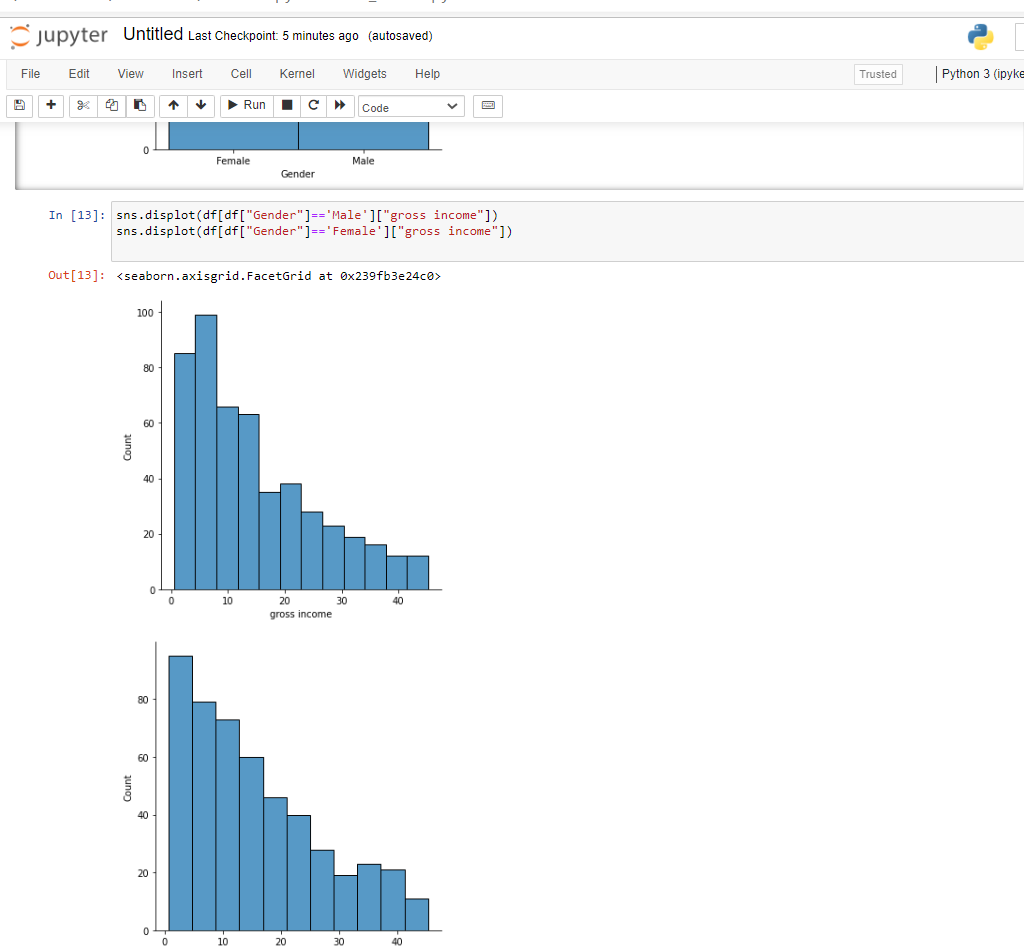 jupyter Untitled Last Checkpoint: 5 minutes ago (autosaved)
File Edit View Insert Cell Kernel Widgets Help Trusted Python 3 (ipyke
Run Code
0
Female Male
Gender
In [13]: sns.displot(df[df["Gender"]=='Male']["gross income"])
sns.displot(df[df["Gender"]=='Female']["gross income"])
Out[13]: <seaborn.axisgrid.FacetGrid at 0x239fb3e24c0>
100
80
60
Count
40
20
0
0 10 20 30 40
gross income
80
60
Count
40
20
0
0 10 20 30 40